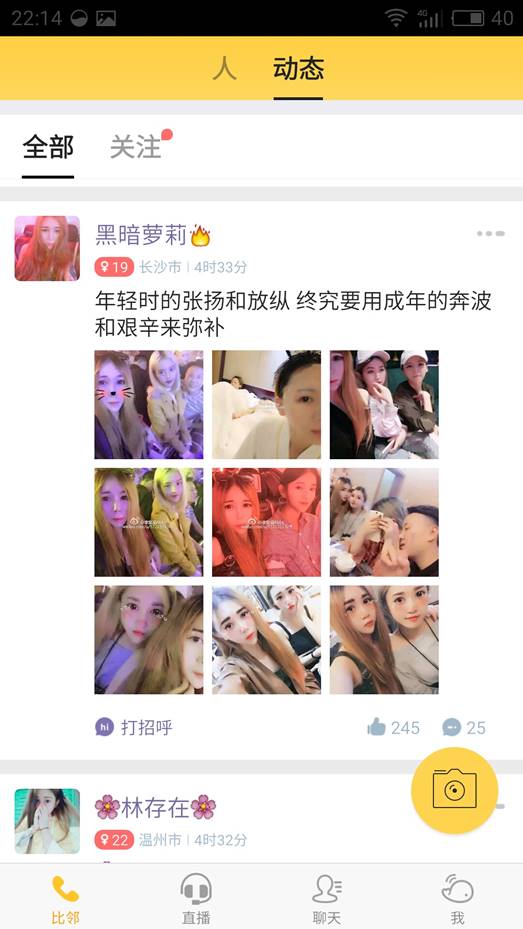 22:14
4G
40
人 动态
全部 关注
黑暗萝莉🔥
♀19 长沙市 | 4时33分
年轻时的张扬和放纵 终究要用成年的奔波
和艰辛来弥补
hi 打招呼
245
25
🌸林存在🌸
♀22 温州市 | 4时32分
比邻 直播 聊天 我